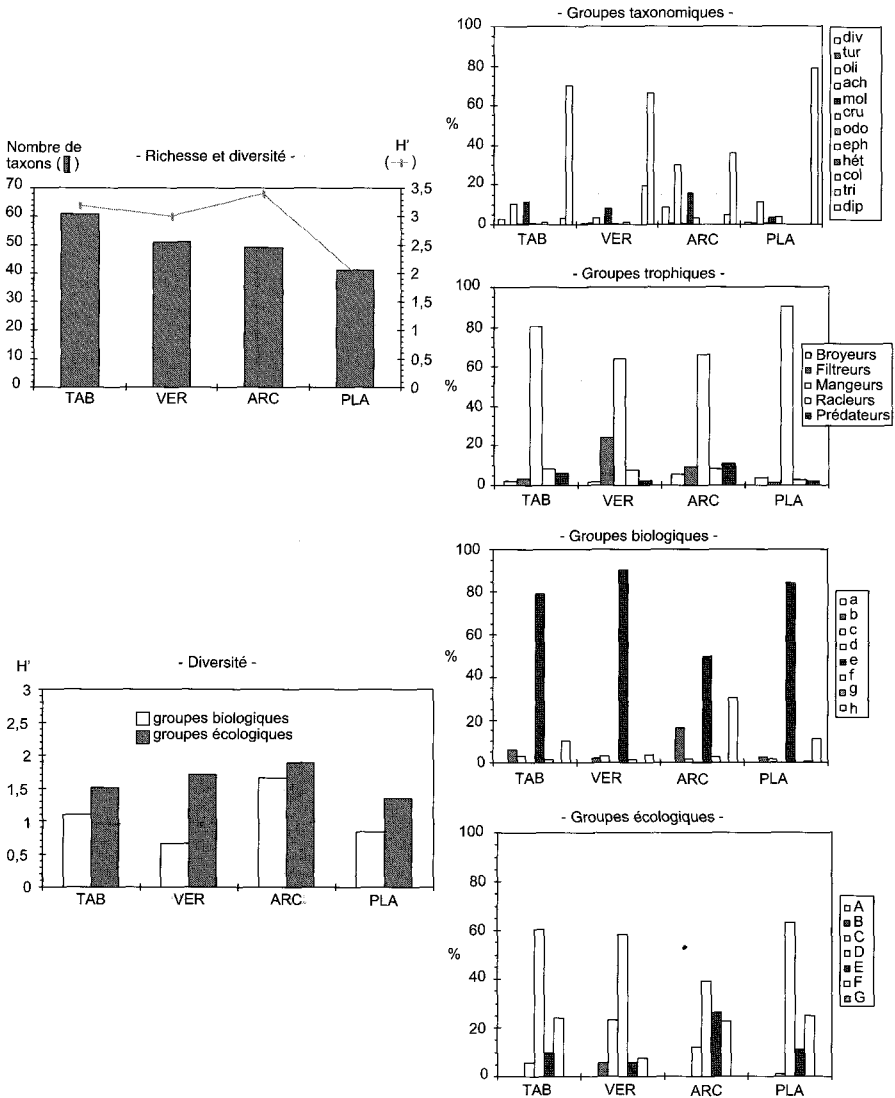 - Richesse et diversité -
Nombre de
taxons ( )
H'
( )
70
60
50
40
30
20
10
0
3,5
3
2,5
2
1,5
1
0,5
0
TAB VER ARC PLA
- Diversité -
H'
3
2,5
2
1,5
1
0,5
0
groupes biologiques
groupes écologiques
TAB VER ARC PLA
- Groupes taxonomiques -
%
100
80
60
40
20
0
TAB VER ARC PLA
div
tur
oli
ach
mol
cru
odo
eph
hét
col
tri
dip
- Groupes trophiques -
%
100
80
60
40
20
0
TAB VER ARC PLA
Broyeurs
Filtreurs
Mangeurs
Racleurs
Prédateurs
- Groupes biologiques -
%
100
80
60
40
20
0
TAB VER ARC PLA
a
b
c
d
e
f
g
h
- Groupes écologiques -
%
100
80
60
40
20
0
TAB VER ARC PLA
A
B
C
D
E
F
G